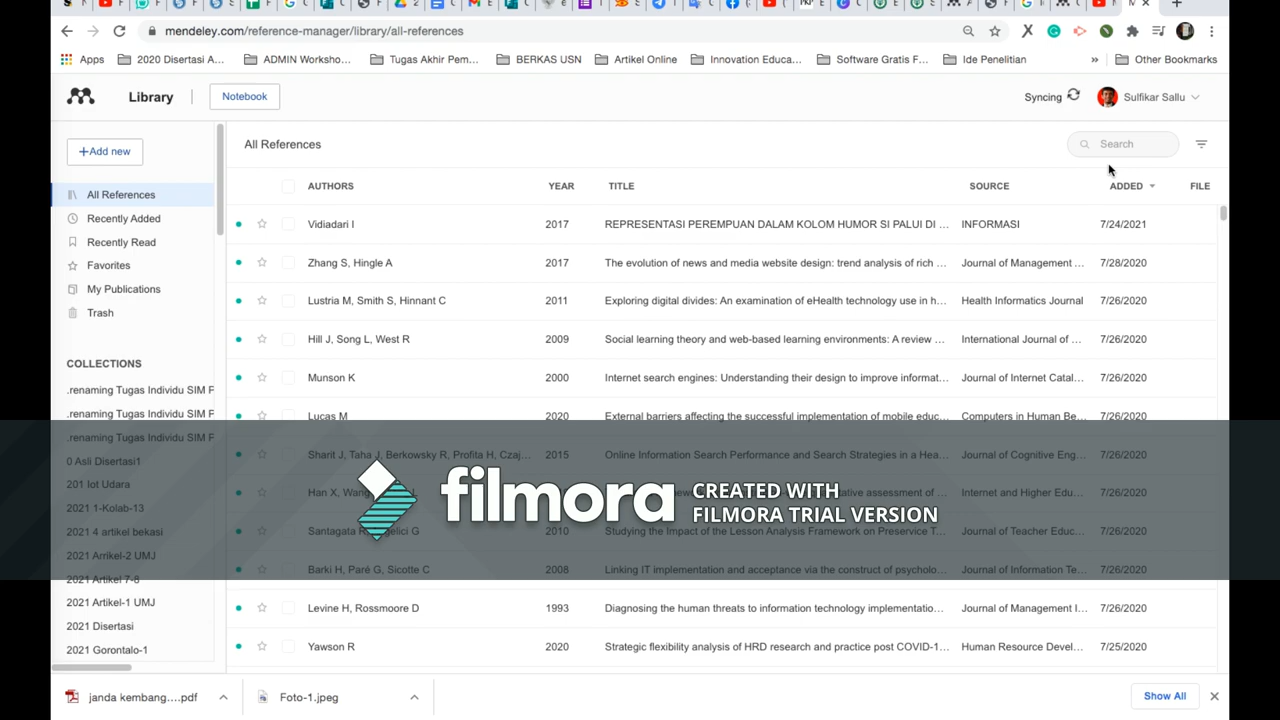 mendeley.com/reference-manager/library/all-references
Apps 2020 Disertasi A... ADMIN Worksho... Tugas Akhir Pem... BERKAS USN Artikel Online Innovation Educa... Software Gratis F... Ide Penelitian » Other Bookmarks
Library Notebook Syncing Sulfikar Sallu
+Add new All References Search
AUTHORS YEAR TITLE SOURCE ADDED FILE
All References
Recently Added
Recently Read
Favorites
My Publications
Trash
COLLECTIONS
.renaming Tugas Individu SIM P
.renaming Tugas Individu SIM P
.renaming Tugas Individu SIM P
0 Asli Disertasi1
201 Iot Udara
2021 1-Kolab-13
2021 4 artikel bekasi
2021 Arrikel-2 UMJ
2021 Artikel 7-8
2021 Artikel-1 UMJ
2021 Disertasi
2021 Gorontalo-1
Vidiadari I 2017 REPRESENTASI PEREMPUAN DALAM KOLOM HUMOR SI PALUI DI ... INFORMASI 7/24/2021
Zhang S, Hingle A 2017 The evolution of news and media website design: trend analysis of rich ... Journal of Management ... 7/28/2020
Lustria M, Smith S, Hinnant C 2011 Exploring digital divides: An examination of eHealth technology use in h... Health Informatics Journal 7/26/2020
Hill J, Song L, West R 2009 Social learning theory and web-based learning environments: A review ... International Journal of ... 7/26/2020
Munson K 2000 Internet search engines: Understanding their design to improve informat... Journal of Internet Catal... 7/26/2020
Lucas M 2020 External barriers affecting the successful implementation of mobile educ... Computers in Human Be... 7/26/2020
Sharit J, Taha J, Berkowsky R, Profita H, Czaj... 2015 Online Information Search Performance and Search Strategies in a Hea... Journal of Cognitive Eng... 7/26/2020
Han X, Internet and Higher Edu... 7/26/2020
Santagata R, 2010 Studying the Impact of the Lesson Analysis Framework on Preservice T... Journal of Teacher Educ... 7/26/2020
Barki H, Paré G, Sicotte C 2008 Linking IT implementation and acceptance via the construct of psycholo... Journal of Information Te... 7/26/2020
Levine H, Rossmoore D 1993 Diagnosing the human threats to information technology implementatio... Journal of Management I... 7/26/2020
Yawson R 2020 Strategic flexibility analysis of HRD research and practice post COVID-1... Human Resource Devel... 7/25/2020
filmora
CREATED WITH
FILMORA TRIAL VERSION
janda kembang....pdf Foto-1.jpeg Show All